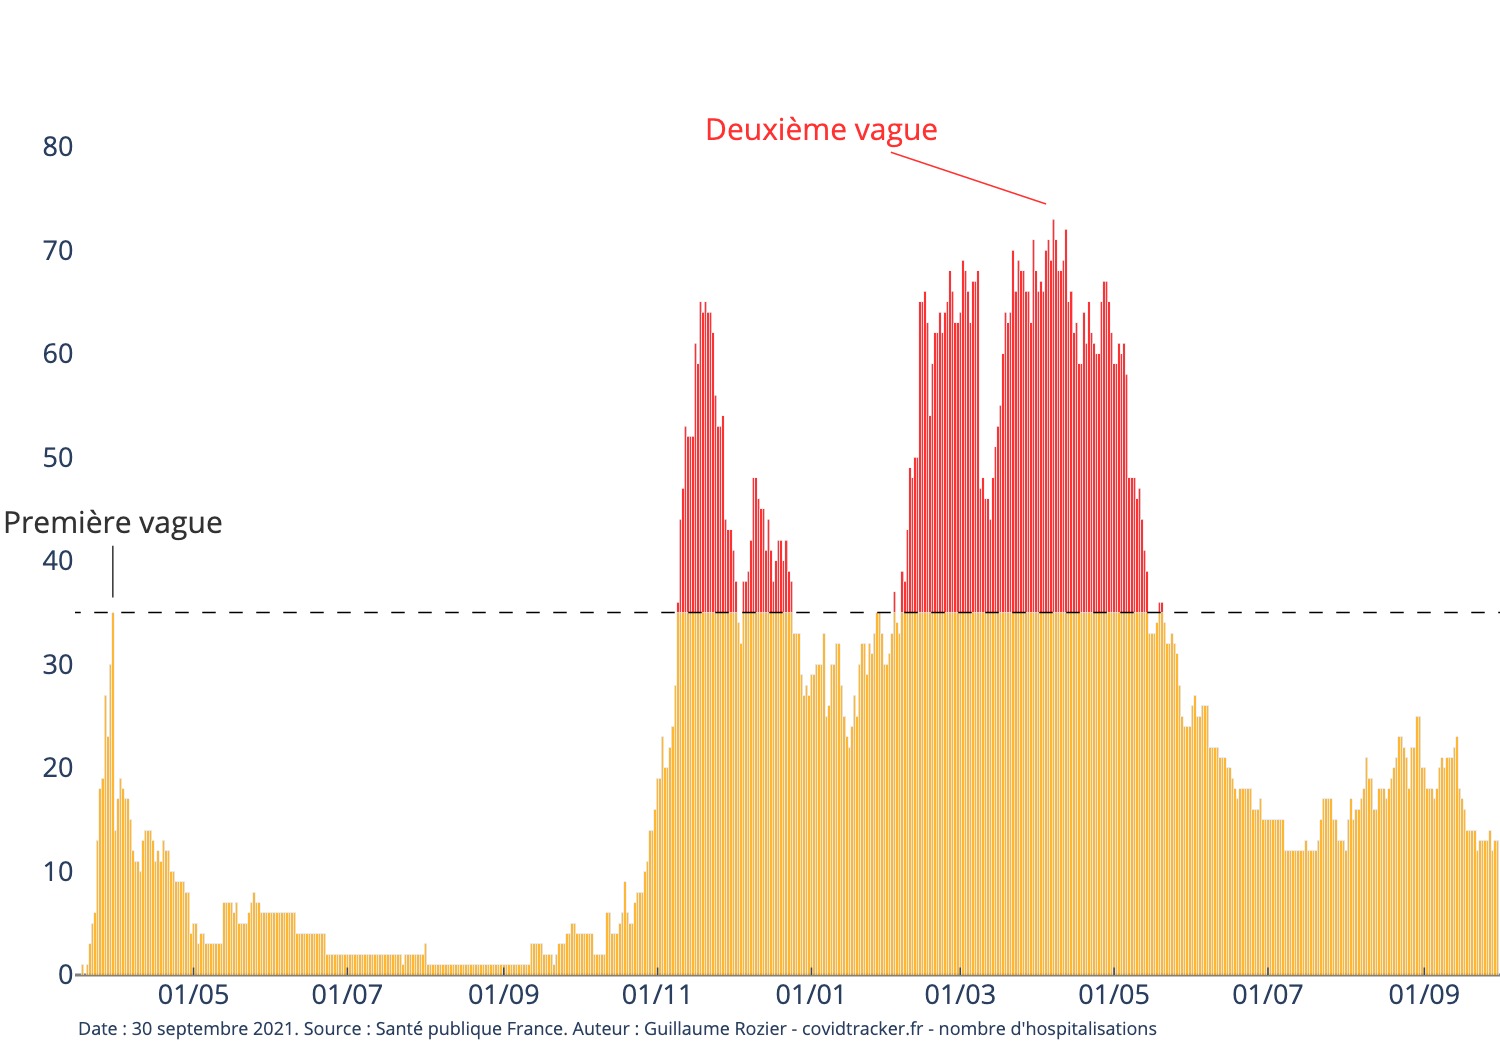 Deuxième vague
80
70
60
50
Première vague
40
30
20
10
0
01/05 01/07 01/09 01/11 01/01 01/03 01/05 01/07 01/09
Date : 30 septembre 2021. Source : Santé publique France. Auteur : Guillaume Rozier - covidtracker.fr - nombre d'hospitalisations